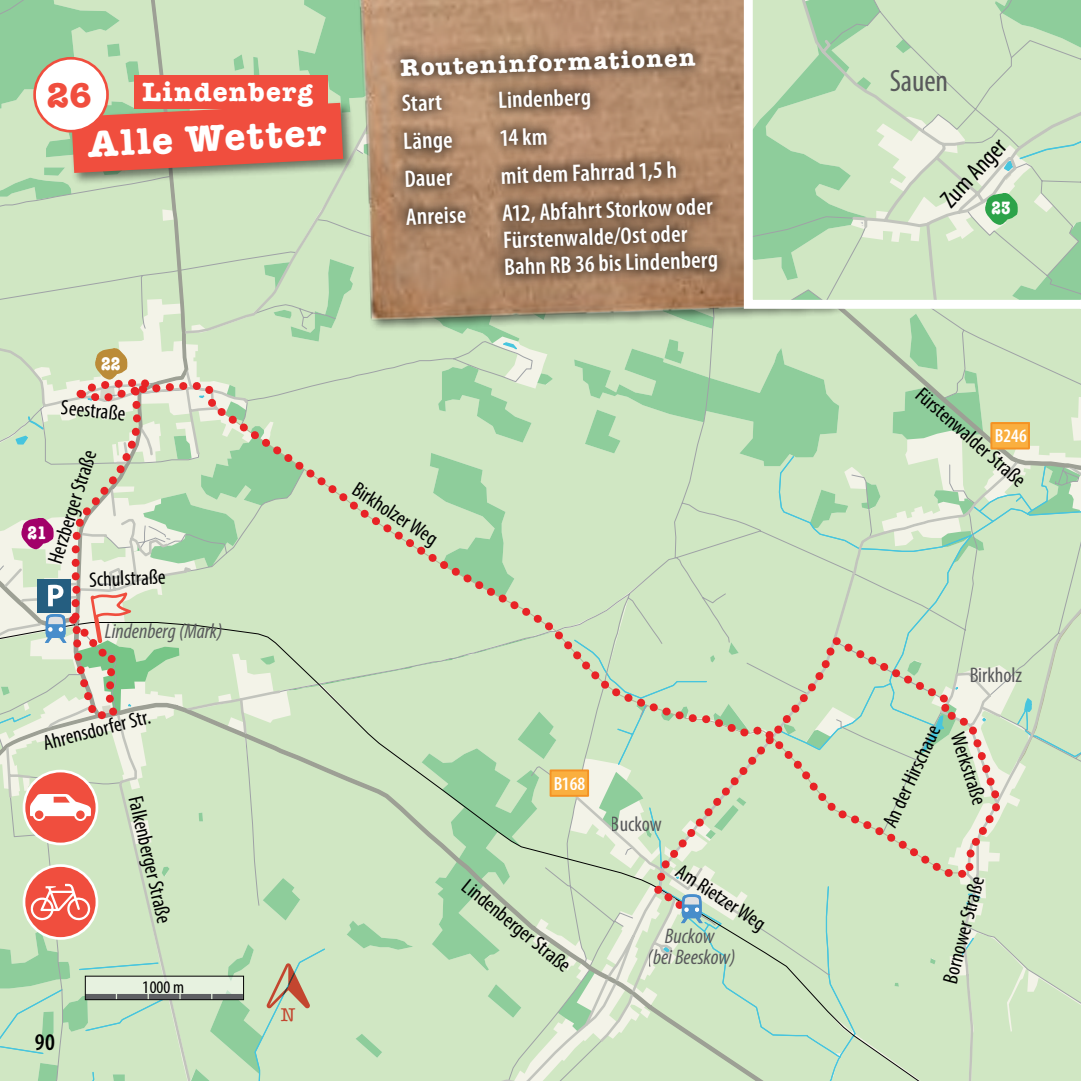 26
Lindenberg
Alle Wetter
Routeninformationen
Start Lindenberg
Länge 14 km
Dauer mit dem Fahrrad 1,5 h
Anreise A12, Abfahrt Storkow oder
Fürstenwalde/Ost oder
Bahn RB 36 bis Lindenberg
Sauen
Zum Anger
23
22
Seestraße
Herzberger Straße
21
Schulstraße
P
Lindenberg (Mark)
Ahrensdorfer Str.
Falkenberger Straße
Birkholzer Weg
Fürstenwalder Straße
B246
Birkholz
An der Hirschaue
Werkstraße
Bornower Straße
B168
Buckow
Am Rietzer Weg
Buckow
(bei Beeskow)
Lindenberger Straße
1000 m
N
90